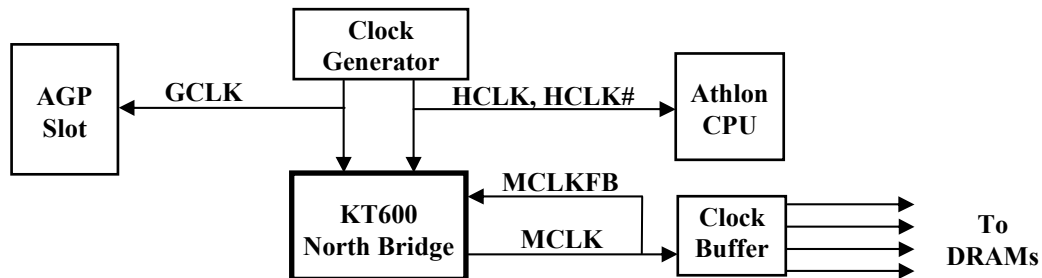 Clock
Generator
AGP
Slot
GCLK
HCLK, HCLK#
Athlon
CPU
KT600
North Bridge
MCLKFB
MCLK
Clock
Buffer
To
DRAMs